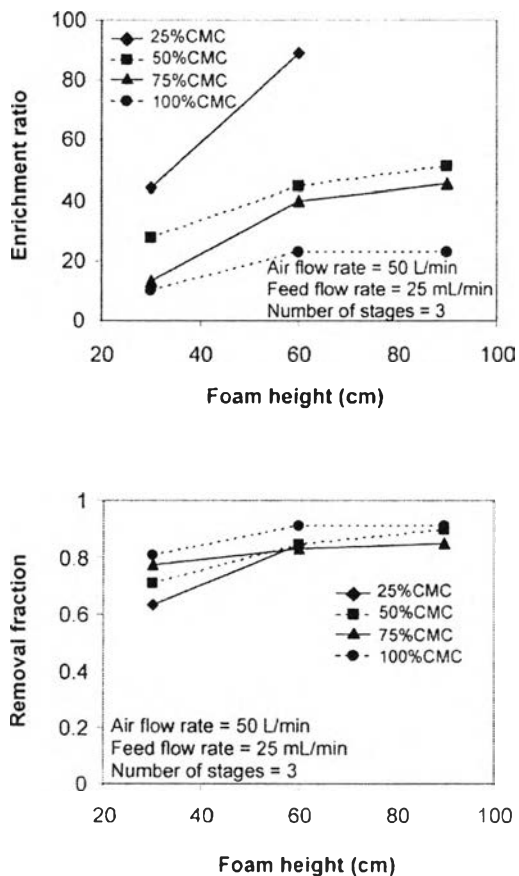 100
80
60
40
20
0
Enrichment ratio
25%CMC
50%CMC
75%CMC
100%CMC
Air flow rate = 50 L/min
Feed flow rate = 25 mL/min
Number of stages = 3
20 40 60 80 100
Foam height (cm)
1
0.8
0.6
0.4
0.2
0
Removal fraction
25%CMC
50%CMC
75%CMC
100%CMC
Air flow rate = 50 L/min
Feed flow rate = 25 mL/min
Number of stages = 3
20 40 60 80 100
Foam height (cm)